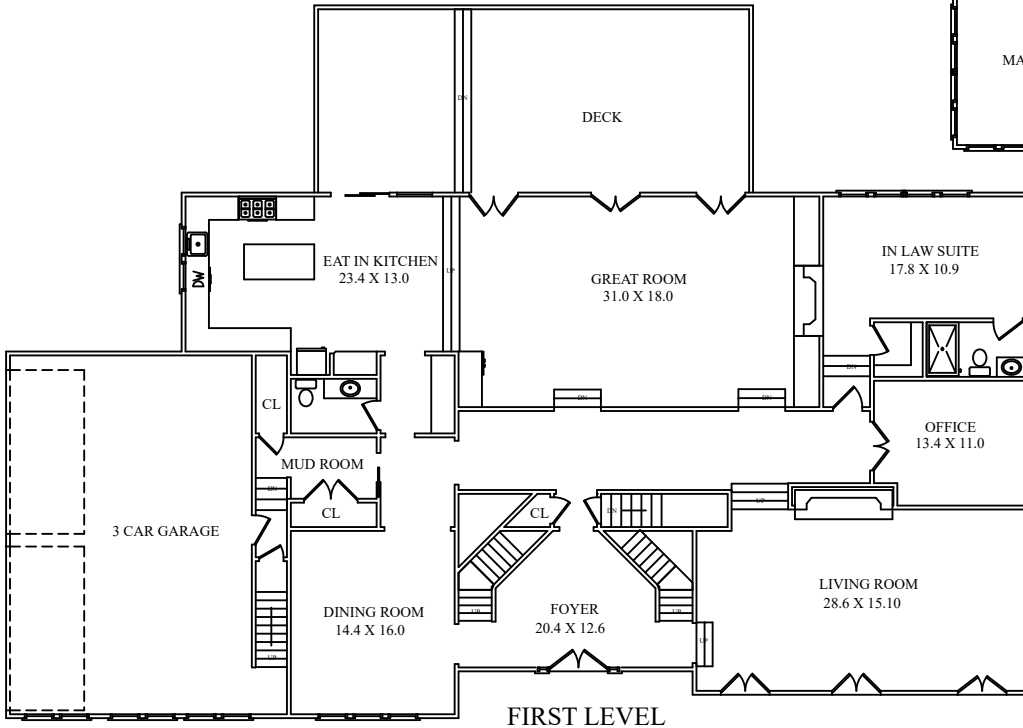 MA
DN
DECK
EAT IN KITCHEN
23.4 X 13.0
UP
DW
GREAT ROOM
31.0 X 18.0
IN LAW SUITE
17.8 X 10.9
DN
DN
DN
CL
MUD ROOM
DN
CL
OFFICE
13.4 X 11.0
UP
CL
DN
3 CAR GARAGE
DINING ROOM
14.4 X 16.0
UP
UP
FOYER
20.4 X 12.6
UP
LIVING ROOM
28.6 X 15.10
UP
FIRST LEVEL